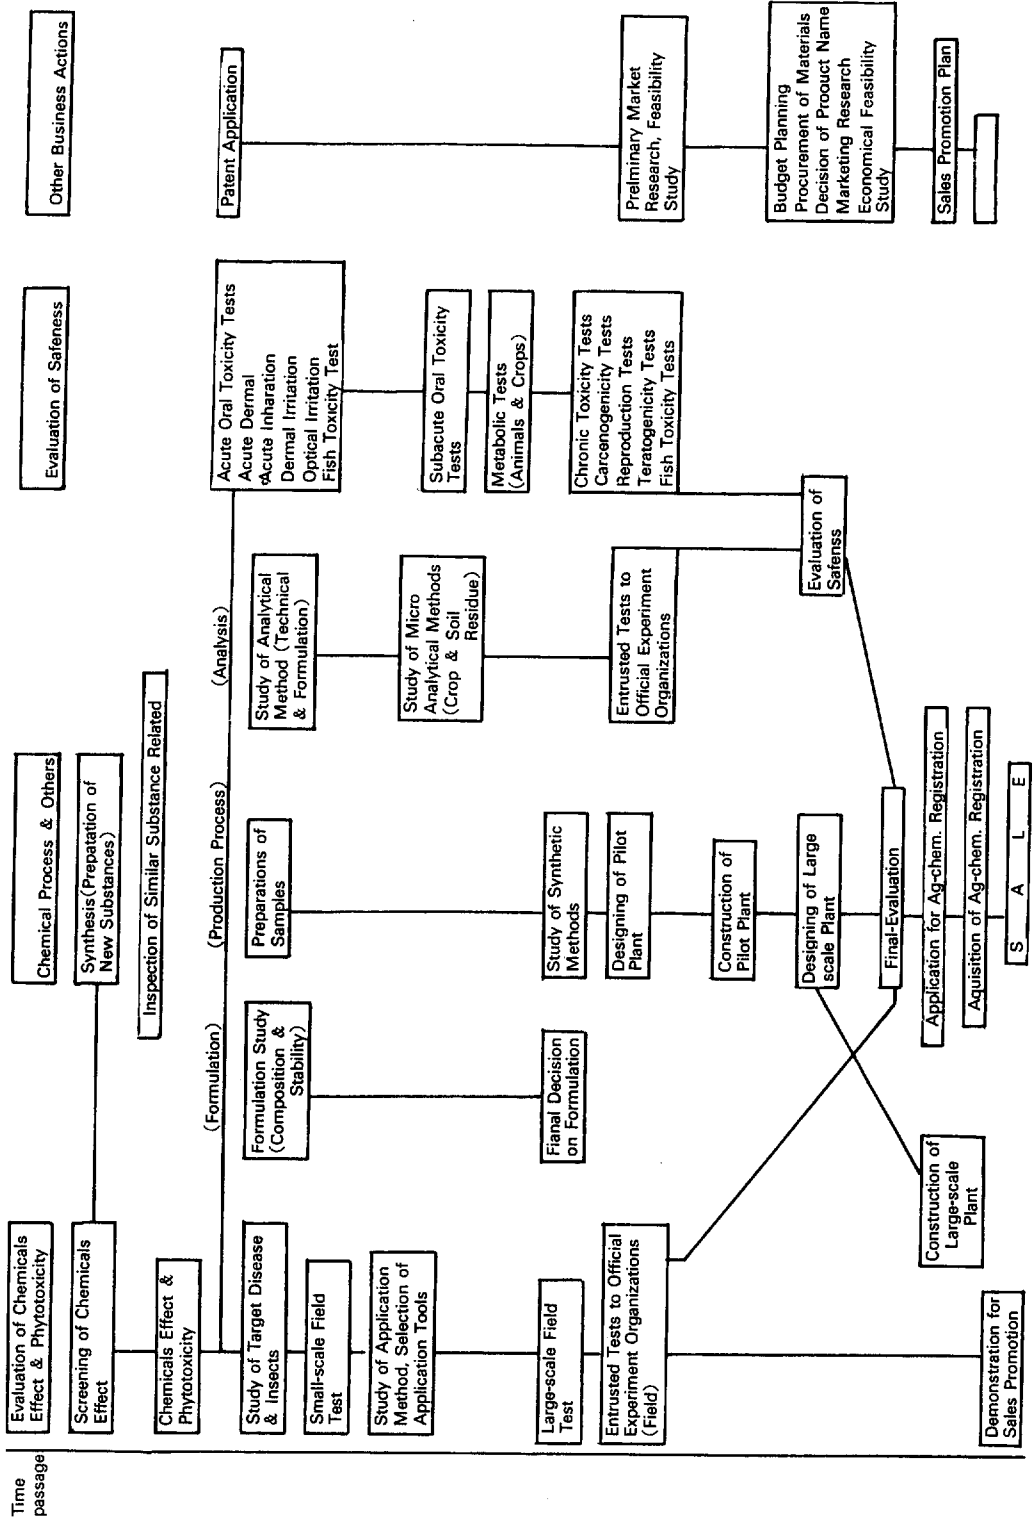 Time
passage
Evaluation of Chemicals
Effect & Phytotoxicity
Chemical Process & Others
Evaluation of Safeness
Other Business Actions
Screening of Chemicals
Effect
Synthesis(Prepatation of
New Substances)
Inspection of Similar Substance Related
Chemicals Effect &
Phytotoxicity
(Formulation)
(Production Process)
(Analysis)
Acute Oral Toxicity Tests
Acute Dermal
Acute Inharation
Dermal Irritation
Optical Irritation
Fish Toxicity Test
Patent Application
Study of Target Disease
& Insects
Formulation Study
(Composition &
Stability)
Preparations of
Samples
Study of Analytical
Method (Technical
& Formulation)
Small-scale Field
Test
Study of Application
Method, Selection of
Application Tools
Study of Micro
Analytical Methods
(Crop & Soil
Residue)
Subacute Oral Toxicity
Tests
Metabolic Tests
(Animals & Crops)
Large-scale Field
Test
Fianal Decision
on Formulation
Study of Synthetic
Methods
Chronic Toxicity Tests
Carcenogenicity Tests
Reproduction Tests
Teratogenicity Tests
Fish Toxicity Tests
Entrusted Tests to Official
Experiment Organizations
(Field)
Designing of Pilot
Plant
Entrusted Tests to
Official Experiment
Organizations
Prelminary Market
Research, Feasibility
Study
Construction of
Pilot Plant
Designing of Large
scale Plant
Evaluation of
Safenss
Budget Planning
Procurement of Materials
Decision of Proouct Name
Marketing Research
Economical Feasibility
Study
Final-Evaluation
Construction of
Large-scale
Plant
Application for Ag-chem. Registration
Sales Promotion Plan
Aquisition of Ag-chem. Registration
Demonstration for
Sales Promotion
S A L E